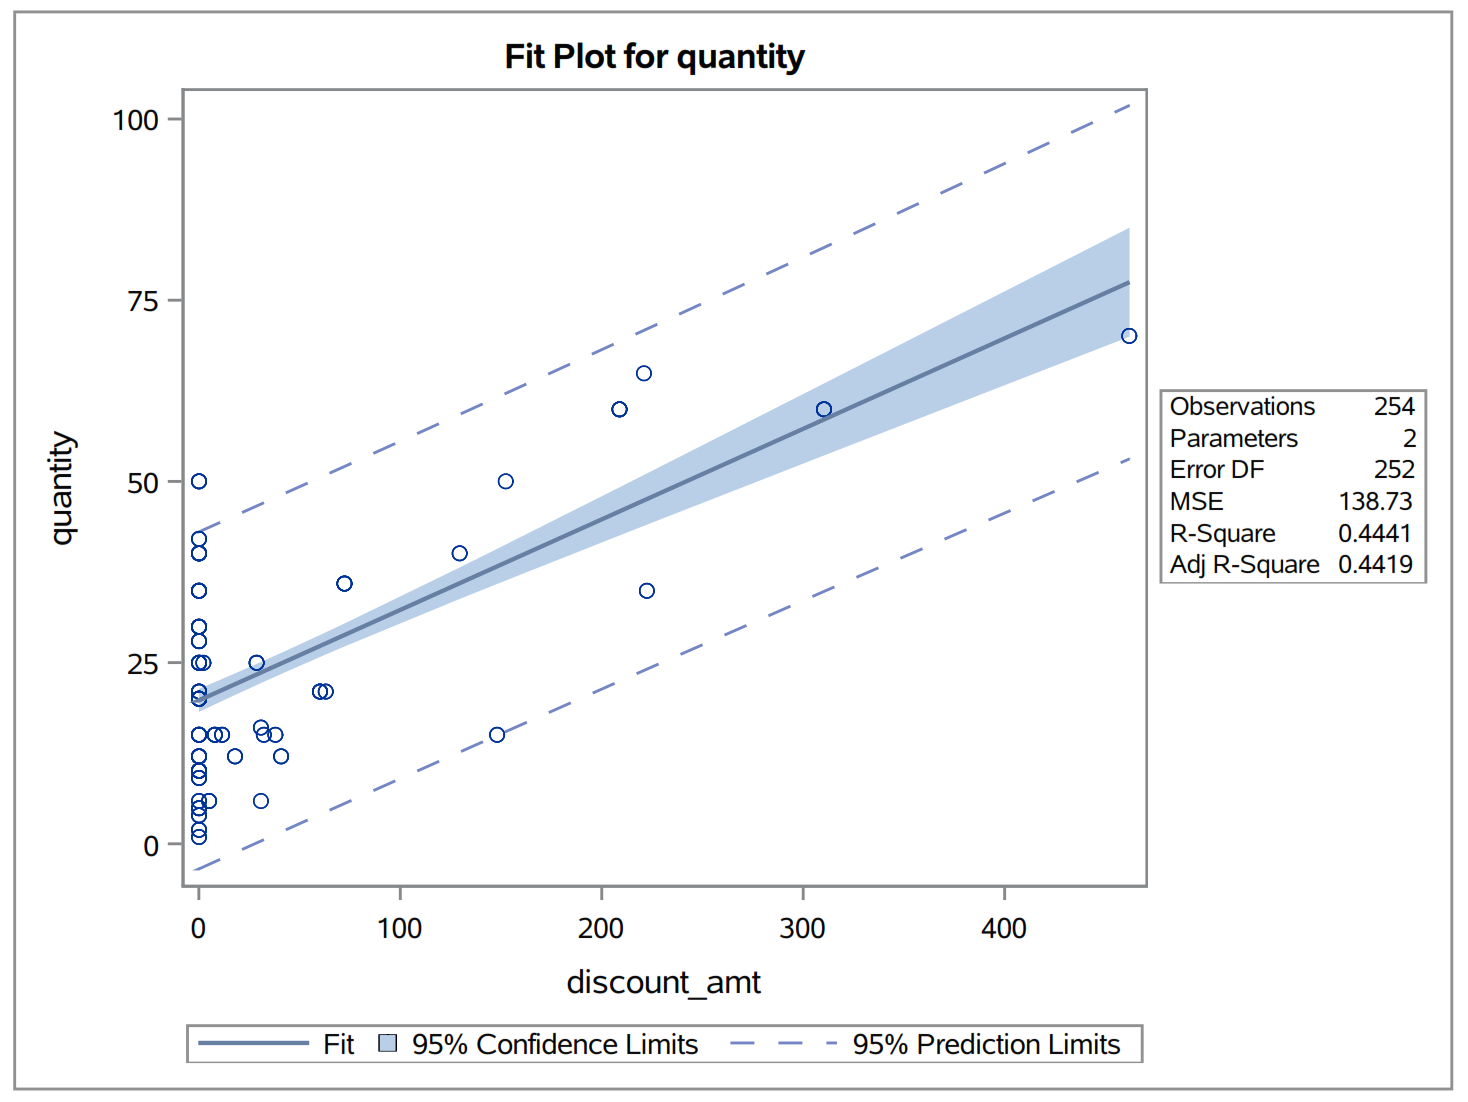 Fit Plot for quantity
100
75
50
25
0
quantity
0 100 200 300 400
discount_amt
Observations 254
Parameters 2
Error DF 252
MSE 138.73
R-Square 0.4441
Adj R-Square 0.4419
Fit 95% Confidence Limits 95% Prediction Limits